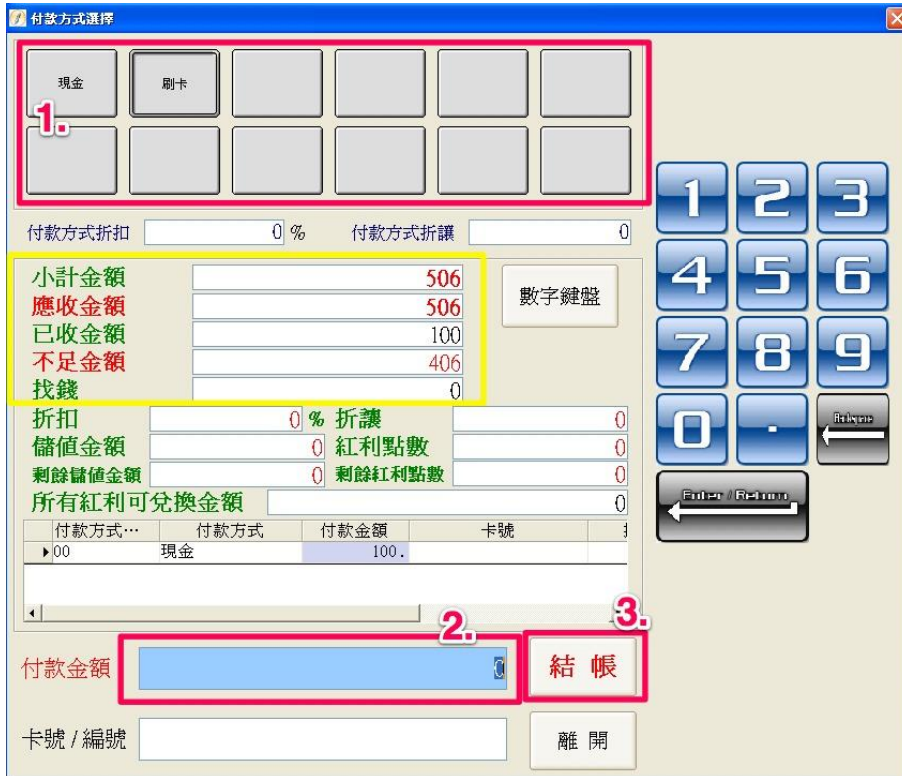 付款方式選擇
現金 刷卡
1.
付款方式折扣 0 % 付款方式折讓 0
小計金額 506
應收金額 506
已收金額 100
不足金額 406
找錢 0
數字鍵盤
折扣 0 % 折讓 0
儲值金額 0 紅利點數 0
剩餘儲值金額 0 剩餘紅利點數 0
所有紅利可兌換金額 0
付款方式… 付款方式 付款金額 卡號
00 現金 100.
2.
3.
付款金額 0 結帳
卡號 / 編號 離開
1 2 3
4 5 6
7 8 9
0 .
Enter / Return